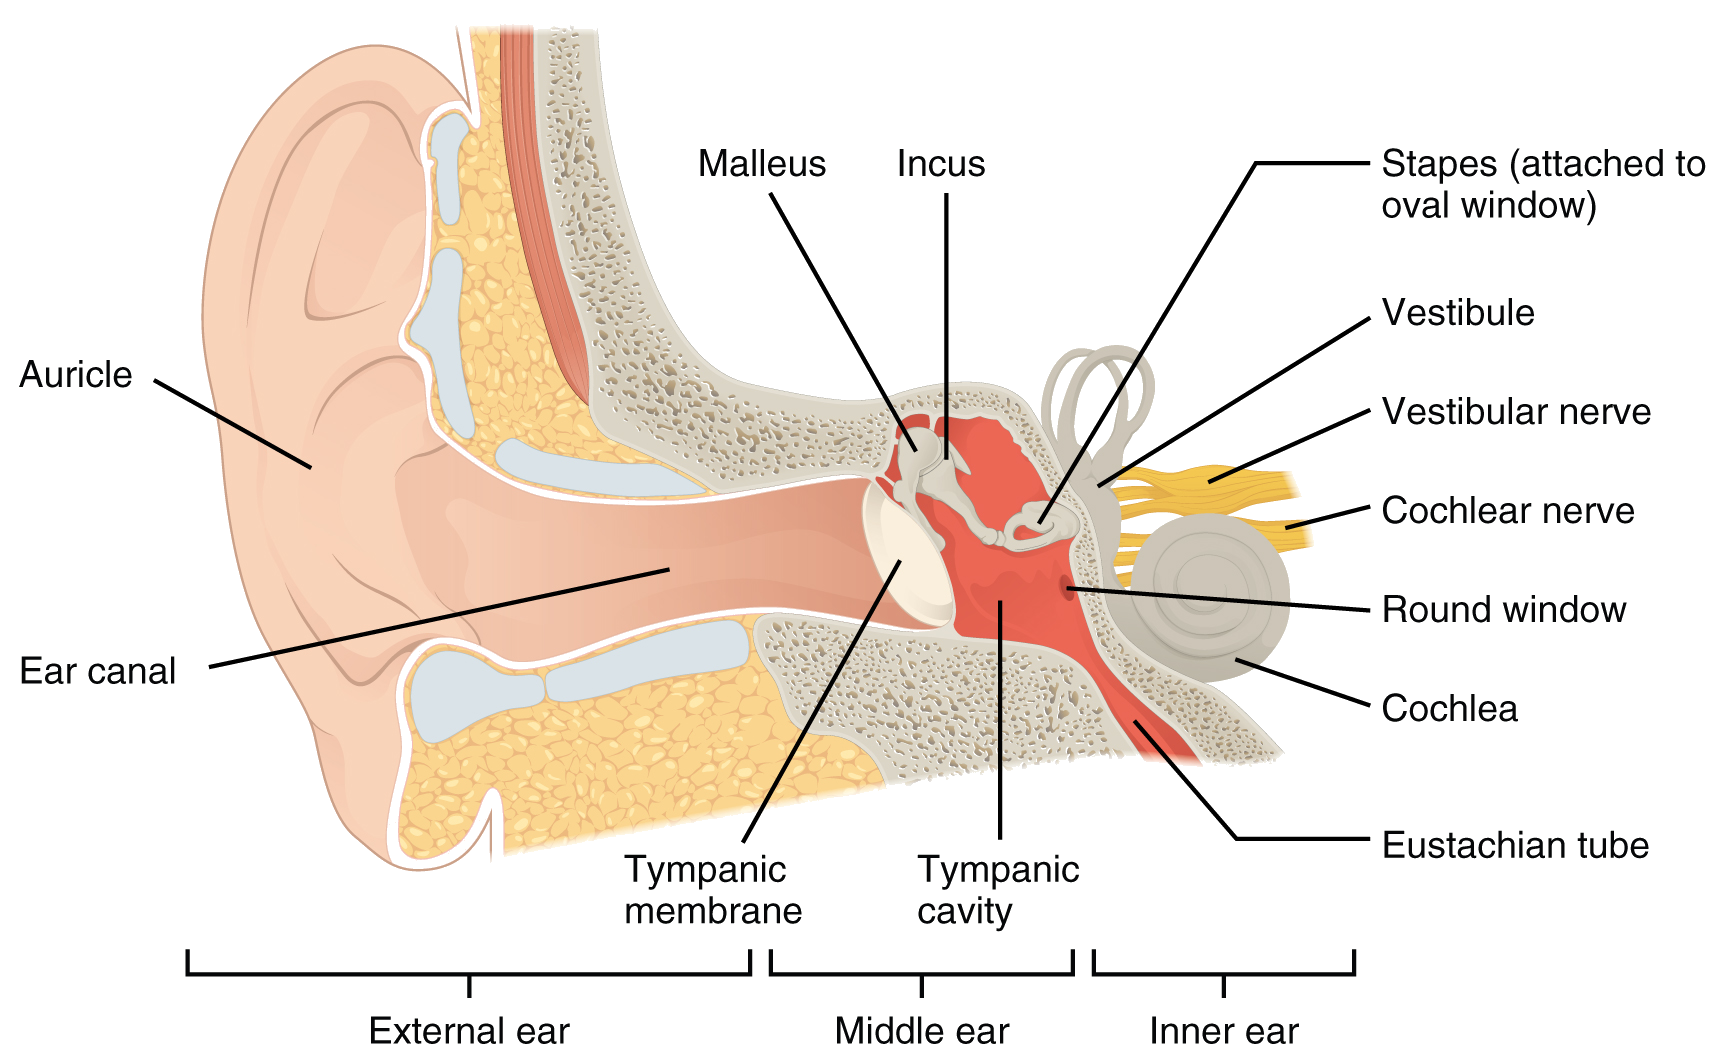 Malleus
Incus
Stapes (attached to
oval window)
Vestibule
Auricle
Vestibular nerve
Cochlear nerve
Round window
Ear canal
Cochlea
Eustachian tube
Tympanic
membrane
Tympanic
cavity
External ear
Middle ear
Inner ear